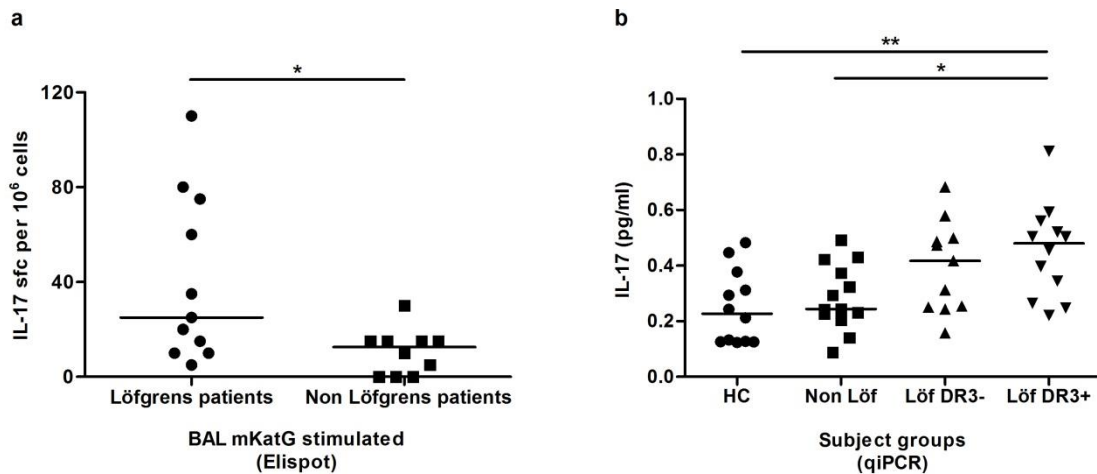 a
*
120
80
40
0
IL-17 sfc per 10⁶ cells
Löfgrens patients Non Löfgrens patients
BAL mKatG stimulated
(Elispot)
b
**
*
1.0
0.8
0.6
0.4
0.2
0.0
IL-17 (pg/ml)
HC Non Löf Löf DR3- Löf DR3+
Subject groups
(qiPCR)